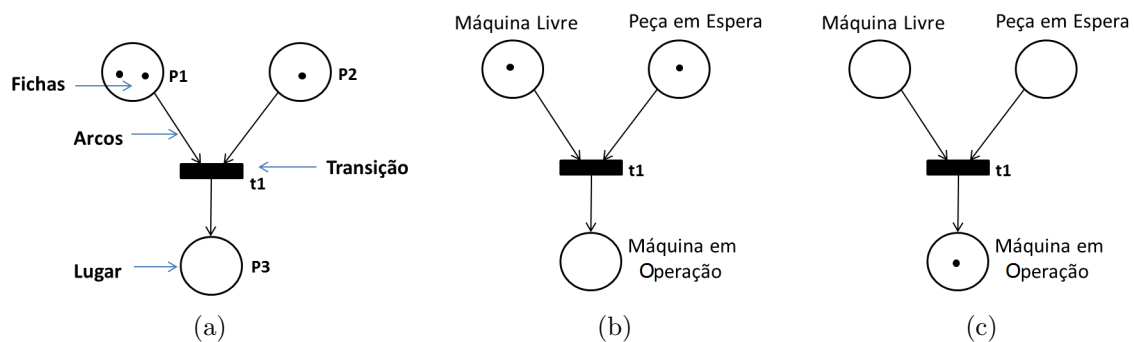 Fichas
Arcos
Lugar
Transição
P1
P2
t1
P3
(a)
Máquina Livre
Peça em Espera
t1
Máquina em
Operação
(b)
Máquina Livre
Peça em Espera
t1
Máquina em
Operação
(c)